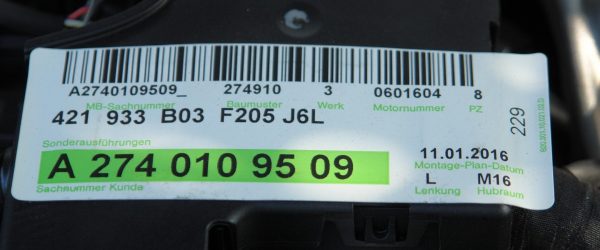 A2740109509_ 274910 3 0601604 8
MB-Sachnummer Baumuster Werk Motornummer PZ
421 933 B03 F205 J6L
229
Sonderausführungen
A 274 010 95 09
Sachnummer Kunde
11.01.2016
Montage-Plan-Datum
L M16
Lenkung Hubraum